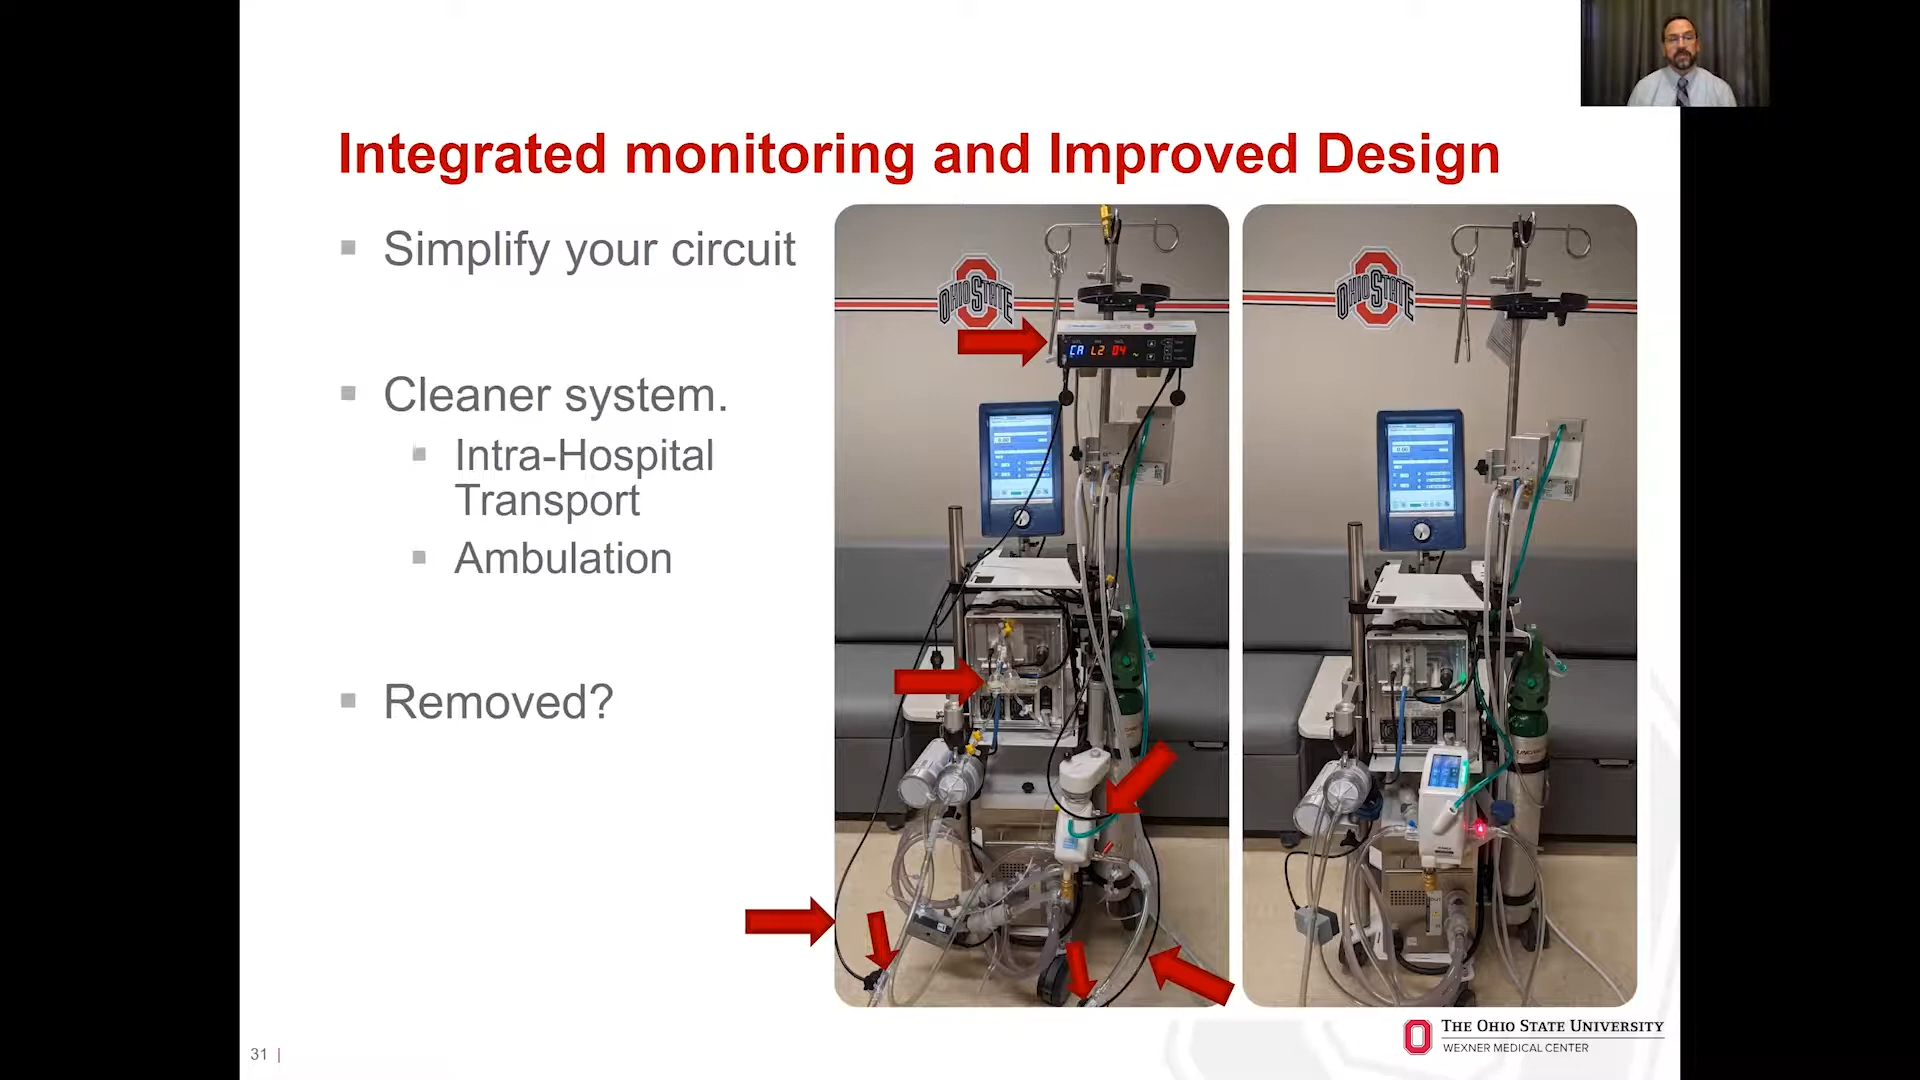 Integrated monitoring and Improved Design
Simplify your circuit
Cleaner system.
Intra-Hospital
Transport
Ambulation
Removed?
OHIO STATE
CA L2 04
OHIO STATE
THE OHIO STATE UNIVERSITY
WEXNER MEDICAL CENTER
31 |